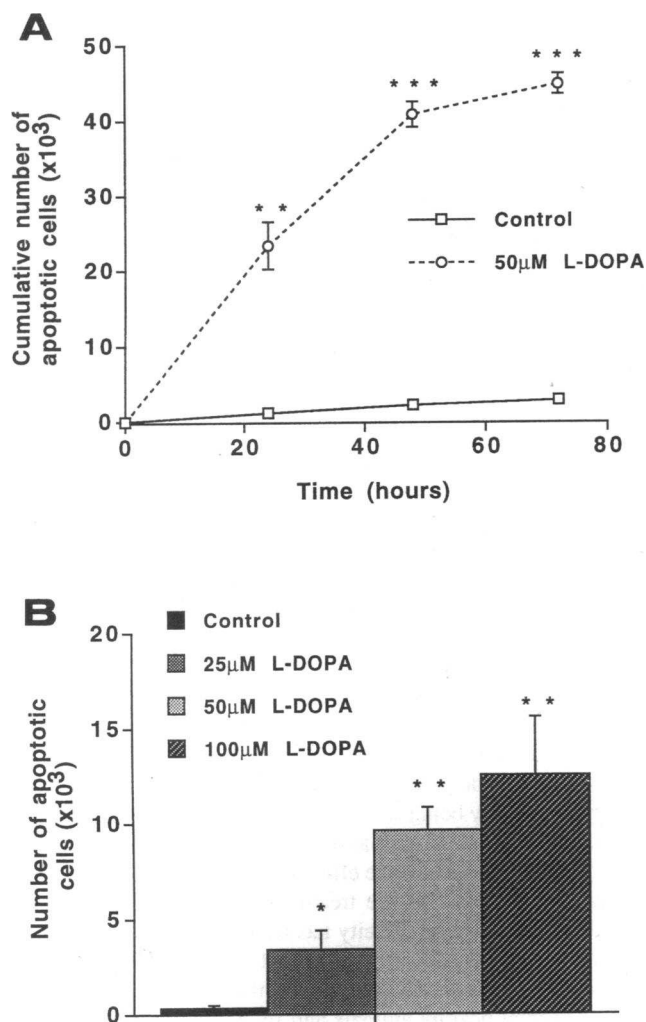 A
Cumulative number of
apoptotic cells (x10³)
50
40
30
20
10
0
* *
* * *
* * *
Control
50µM L-DOPA
0
20
40
60
80
Time (hours)
B
Number of apoptotic
cells (x10³)
20
15
10
5
0
Control
25µM L-DOPA
50µM L-DOPA
100µM L-DOPA
*
* *
* *